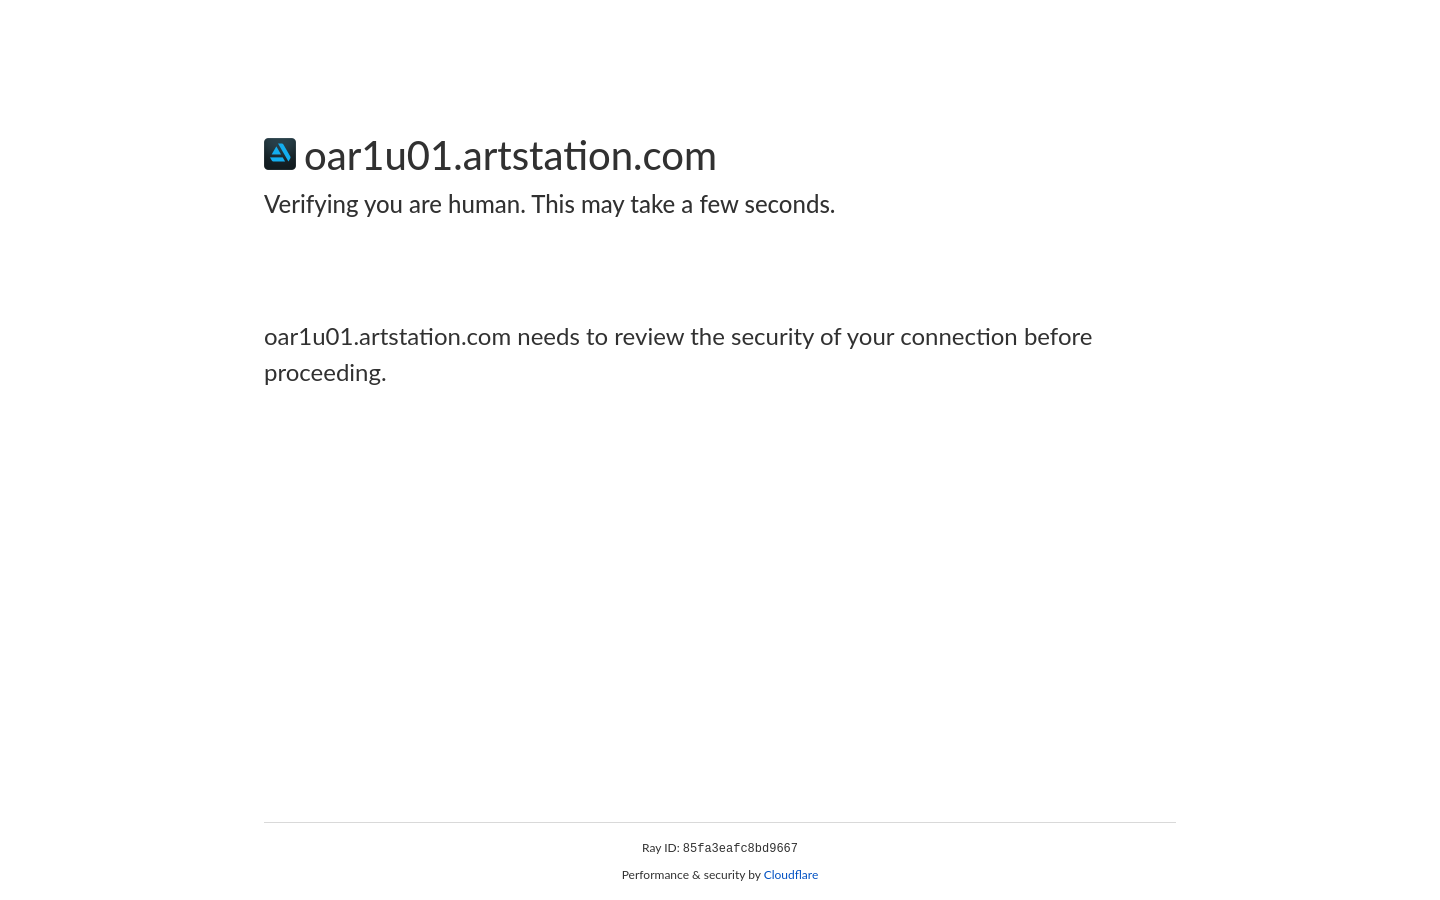 oar1u01.artstation.com
Verifying you are human. This may take a few seconds.
oar1u01.artstation.com needs to review the security of your connection before
proceeding.
Ray ID: 85fa3eafc8bd9667
Performance & security by Cloudflare